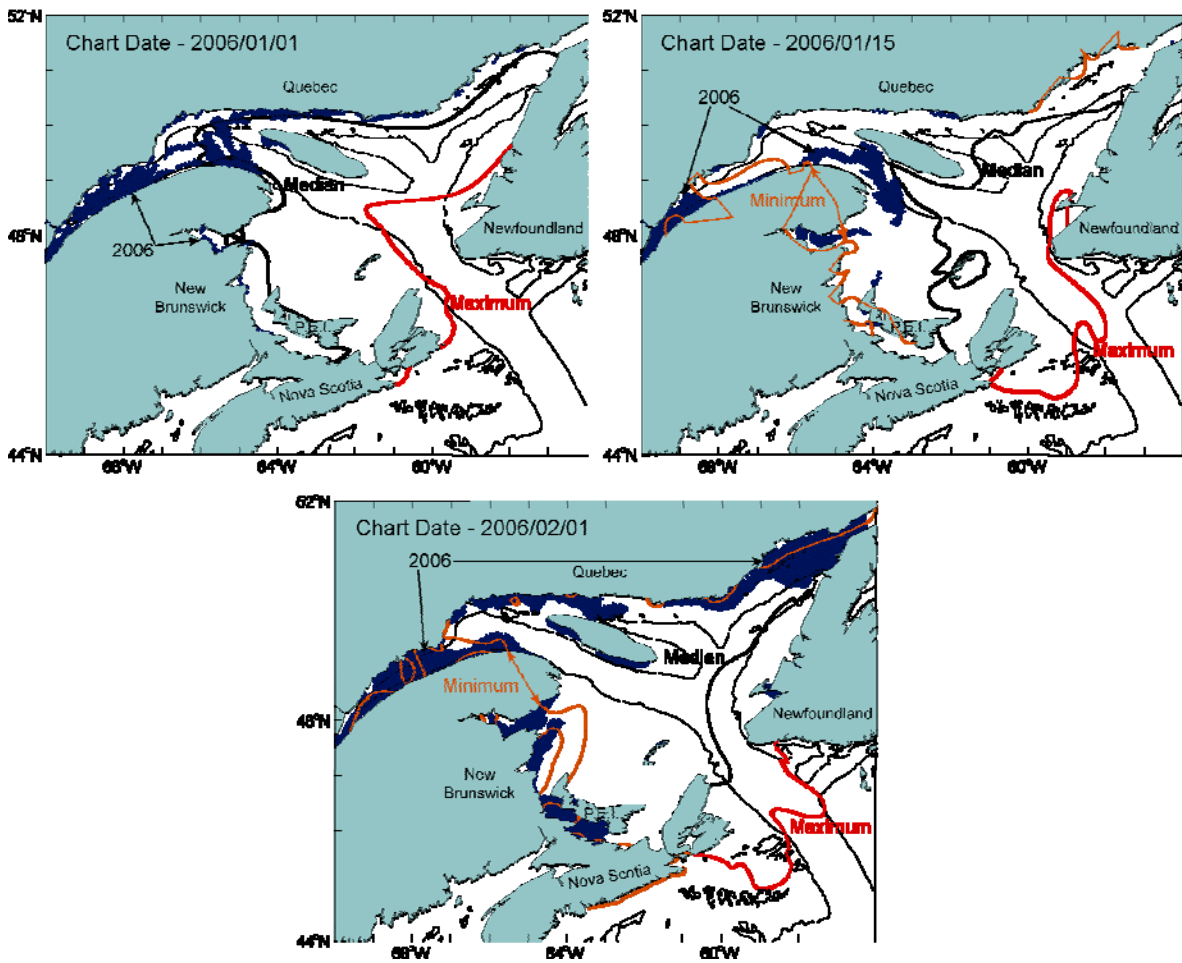 52°N
Chart Date - 2006/01/01
Quebec
Median
48°N
2006
Newfoundland
New
Brunswick
Maximum
P.E.I.
Nova Scotia
44°N
68°W
64°W
60°W
52°N
Chart Date - 2006/01/15
2006
Quebec
Median
Minimum
48°N
Newfoundland
New
Brunswick
P.E.I.
Maximum
Nova Scotia
44°N
68°W
64°W
60°W
52°N
Chart Date - 2006/02/01
2006
Quebec
Median
Minimum
48°N
Newfoundland
New
Brunswick
P.E.I.
Maximum
Nova Scotia
44°N
68°W
64°W
60°W